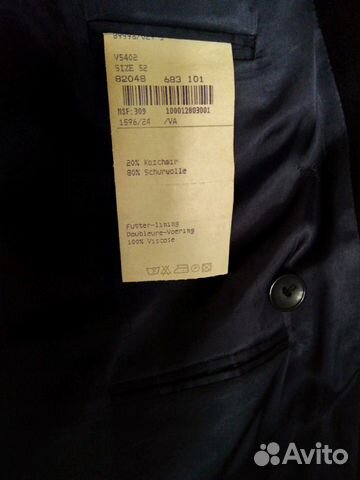 V5402
SIZE 52
82048 683 101
MSF:309 100012803001
1596/24 /VA
20% Kaschmir
80% Schurwolle
Futter-lining
Doublure-Voering
100% Viscose
Avito